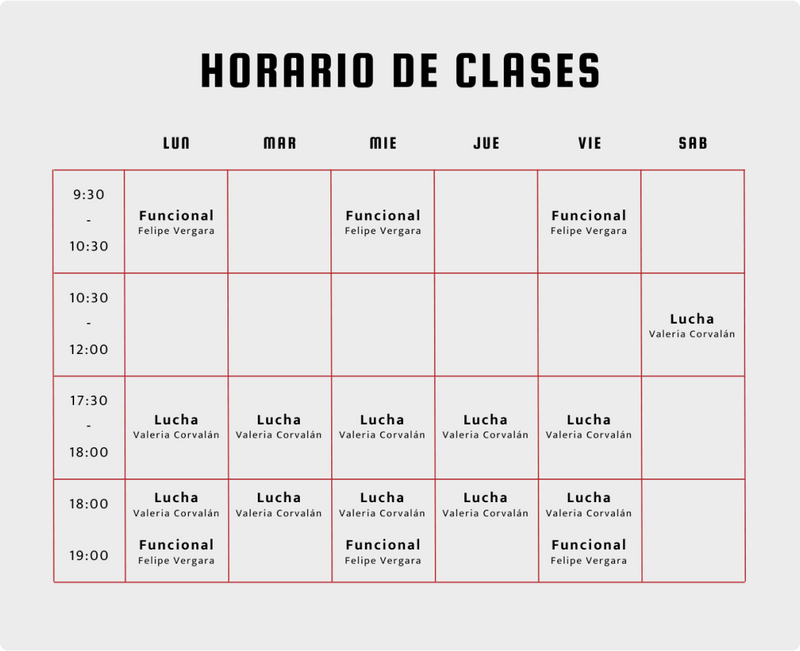 HORARIO DE CLASES
LUN MAR MIE JUE VIE SAB
9:30
-
10:30
Funcional
Felipe Vergara
Funcional
Felipe Vergara
Funcional
Felipe Vergara
10:30
-
12:00
Lucha
Valeria Corvalán
17:30
-
18:00
Lucha
Valeria Corvalán
Lucha
Valeria Corvalán
Lucha
Valeria Corvalán
Lucha
Valeria Corvalán
Lucha
Valeria Corvalán
18:00
19:00
Lucha
Valeria Corvalán
Funcional
Felipe Vergara
Lucha
Valeria Corvalán
Lucha
Valeria Corvalán
Funcional
Felipe Vergara
Lucha
Valeria Corvalán
Lucha
Valeria Corvalán
Funcional
Felipe Vergara